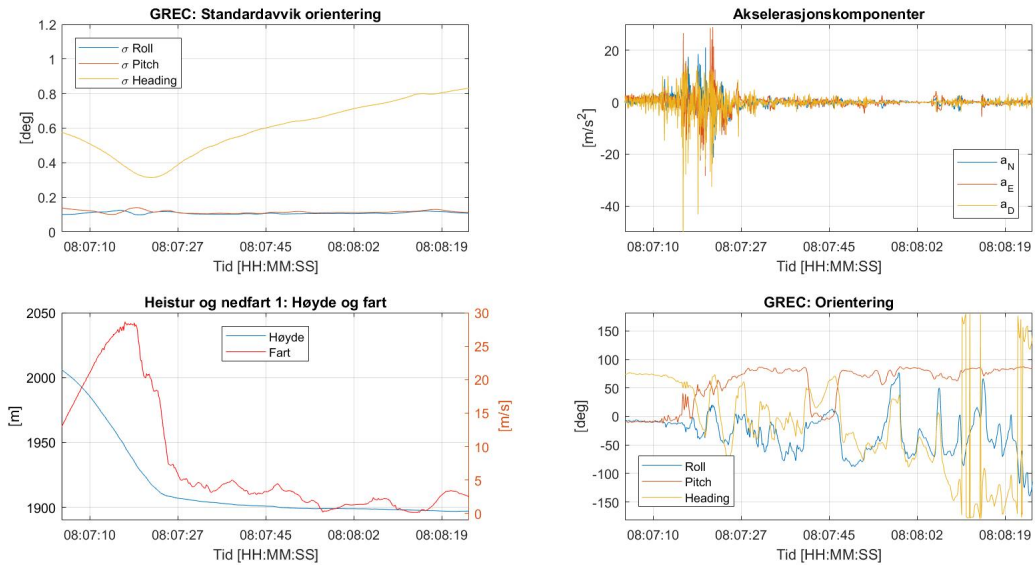 GREC: Standardavvik orientering
1.2
1
0.8
0.6
0.4
0.2
0
[deg]
σ Roll
σ Pitch
σ Heading
08:07:10 08:07:27 08:07:45 08:08:02 08:08:19
Tid [HH:MM:SS]
Akselerasjonskomponenter
20
0
-20
-40
[m/s²]
a_N
a_E
a_D
08:07:10 08:07:27 08:07:45 08:08:02 08:08:19
Tid [HH:MM:SS]
Heistur og nedfart 1: Høyde og fart
2050
2000
1950
1900
[m]
Høyde
Fart
30
25
20
15
10
5
0
[m/s]
08:07:10 08:07:27 08:07:45 08:08:02 08:08:19
Tid [HH:MM:SS]
GREC: Orientering
150
100
50
0
-50
-100
-150
[deg]
Roll
Pitch
Heading
08:07:10 08:07:27 08:07:45 08:08:02 08:08:19
Tid [HH:MM:SS]